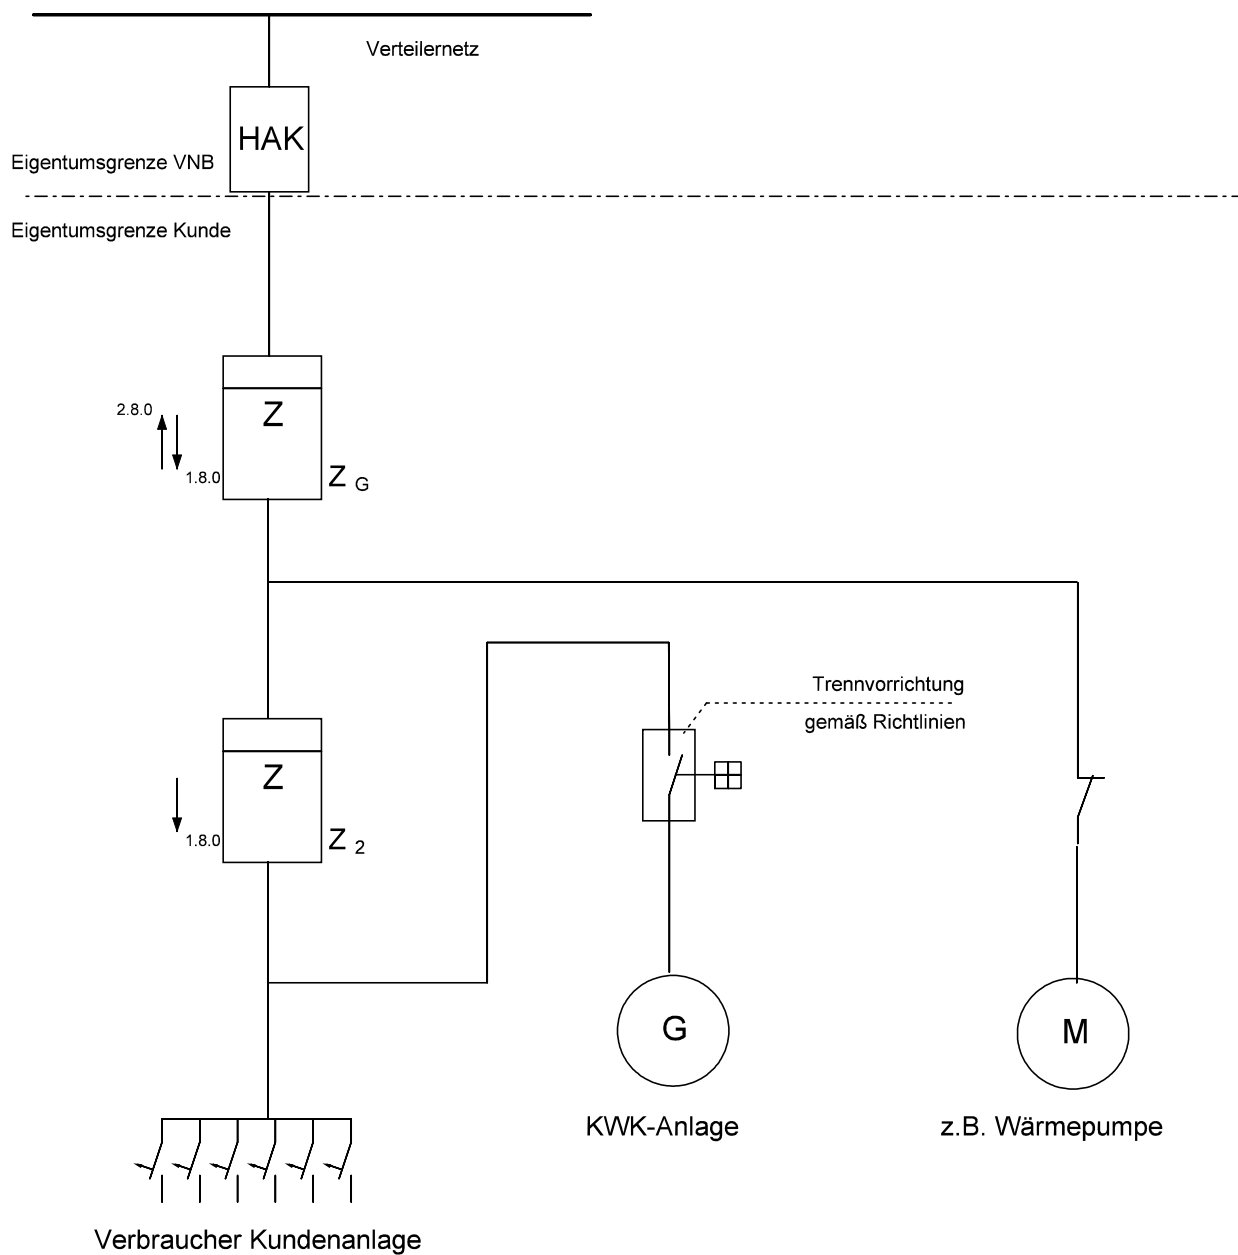 Verteilernetz
HAK
Eigentumsgrenze VNB
Eigentumsgrenze Kunde
2.8.0
Z
1.8.0
Z G
Trennvorrichtung
gemäß Richtlinien
Z
1.8.0
Z 2
G
M
KWK-Anlage
z.B. Wärmepumpe
Verbraucher Kundenanlage